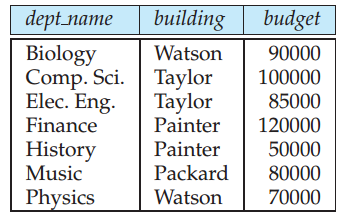 dept_name building budget
Biology Watson 90000
Comp. Sci. Taylor 100000
Elec. Eng. Taylor 85000
Finance Painter 120000
History Painter 50000
Music Packard 80000
Physics Watson 70000